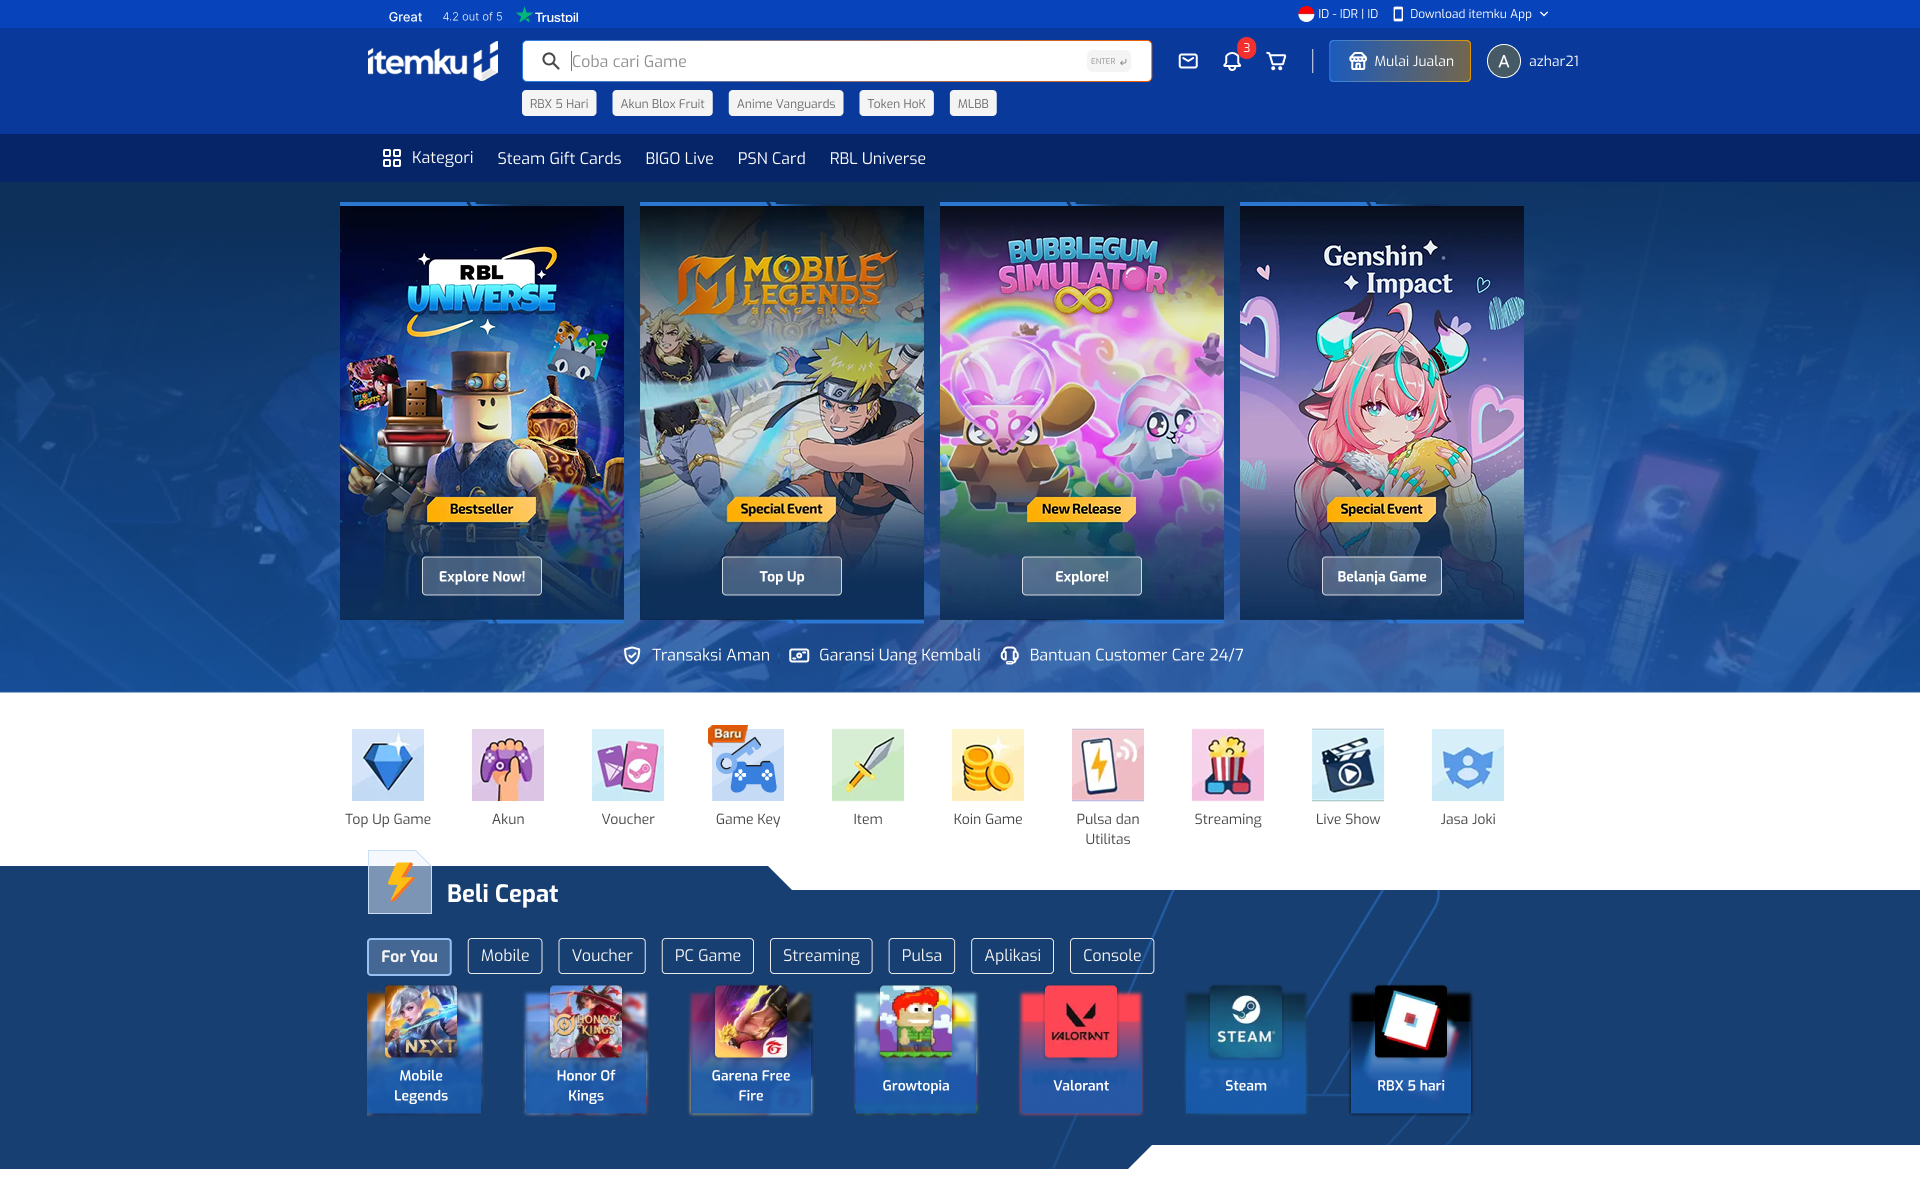 Great 4.2 out of 5 Trustpil
ID - IDR | ID Download itemku App
itemku
Coba cari Game
ENTER
3
Mulai Jualan
A azhar21
RBX 5 Hari Akun Blox Fruit Anime Vanguards Token HoK MLBB
Kategori Steam Gift Cards BIGO Live PSN Card RBL Universe
RBL
UNIVERSE
BLOX
FRUITS
Bestseller
Explore Now!
MOBILE
LEGENDS
BANG BANG
Special Event
Top Up
BUBBLEGUM
SIMULATOR
New Release
Explore!
Genshin
Impact
Special Event
Belanja Game
Transaksi Aman Garansi Uang Kembali Bantuan Customer Care 24/7
Top Up Game
Akun
Voucher
Baru
Game Key
Item
Koin Game
Pulsa dan
Utilitas
Streaming
Live Show
Jasa Joki
Beli Cepat
For You Mobile Voucher PC Game Streaming Pulsa Aplikasi Console
NEXT
Mobile
Legends
HONOR
OF KINGS
Honor Of
Kings
Garena Free
Fire
Growtopia
VALORANT
Valorant
STEAM
Steam
RBX 5 hari